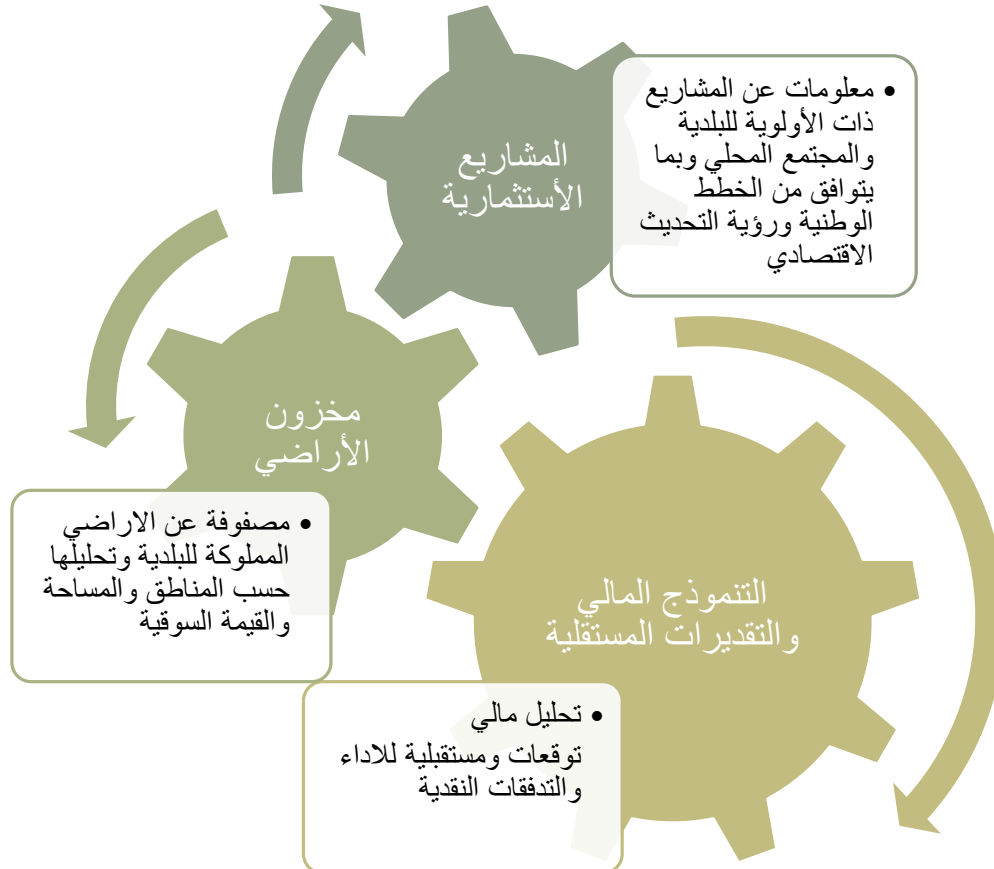 المشاريع
الأستثمارية
• معلومات عن المشاريع
ذات الأولوية للبلدية
والمجتمع المحلي وبما
يتوافق من الخطط
الوطنية ورؤية التحديث
الاقتصادي
مخزون
الأراضي
• مصفوفة عن الاراضي
المملوكة للبلدية وتحليلها
حسب المناطق والمساحة
والقيمة السوقية
التنموذج المالي
والتقديرات المستقلية
• تحليل مالي
توقعات ومستقبلية للاداء
والتدفقات النقدية